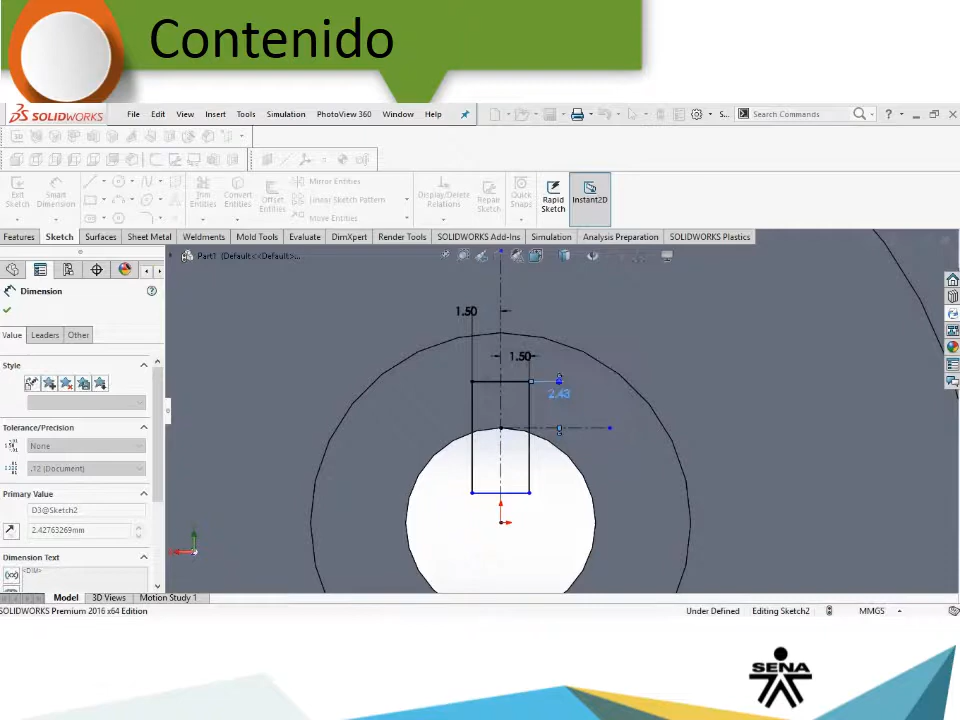 Contenido
SOLIDWORKS File Edit View Insert Tools Simulation PhotoView 360 Window Help S... Search Commands
3D
Exit Sketch Smart Dimension Trim Entities Convert Entities Offset Entities Mirror Entities Linear Sketch Pattern Move Entities Display/Delete Relations Repair Sketch Quick Snaps Rapid Sketch Instant2D
Features Sketch Surfaces Sheet Metal Weldments Mold Tools Evaluate DimXpert Render Tools SOLIDWORKS Add-Ins Simulation Analysis Preparation SOLIDWORKS Plastics
Part1 (Default<<Default>...
Dimension
Value Leaders Other
Style
Tolerance/Precision
None
.12 (Document)
Primary Value
D3@Sketch2
2.42763269mm
Dimension Text
<DIM>
1.50
1.50
2.43
Model 3D Views Motion Study 1
SOLIDWORKS Premium 2016 x64 Edition Under Defined Editing Sketch2 MMGS
SENA